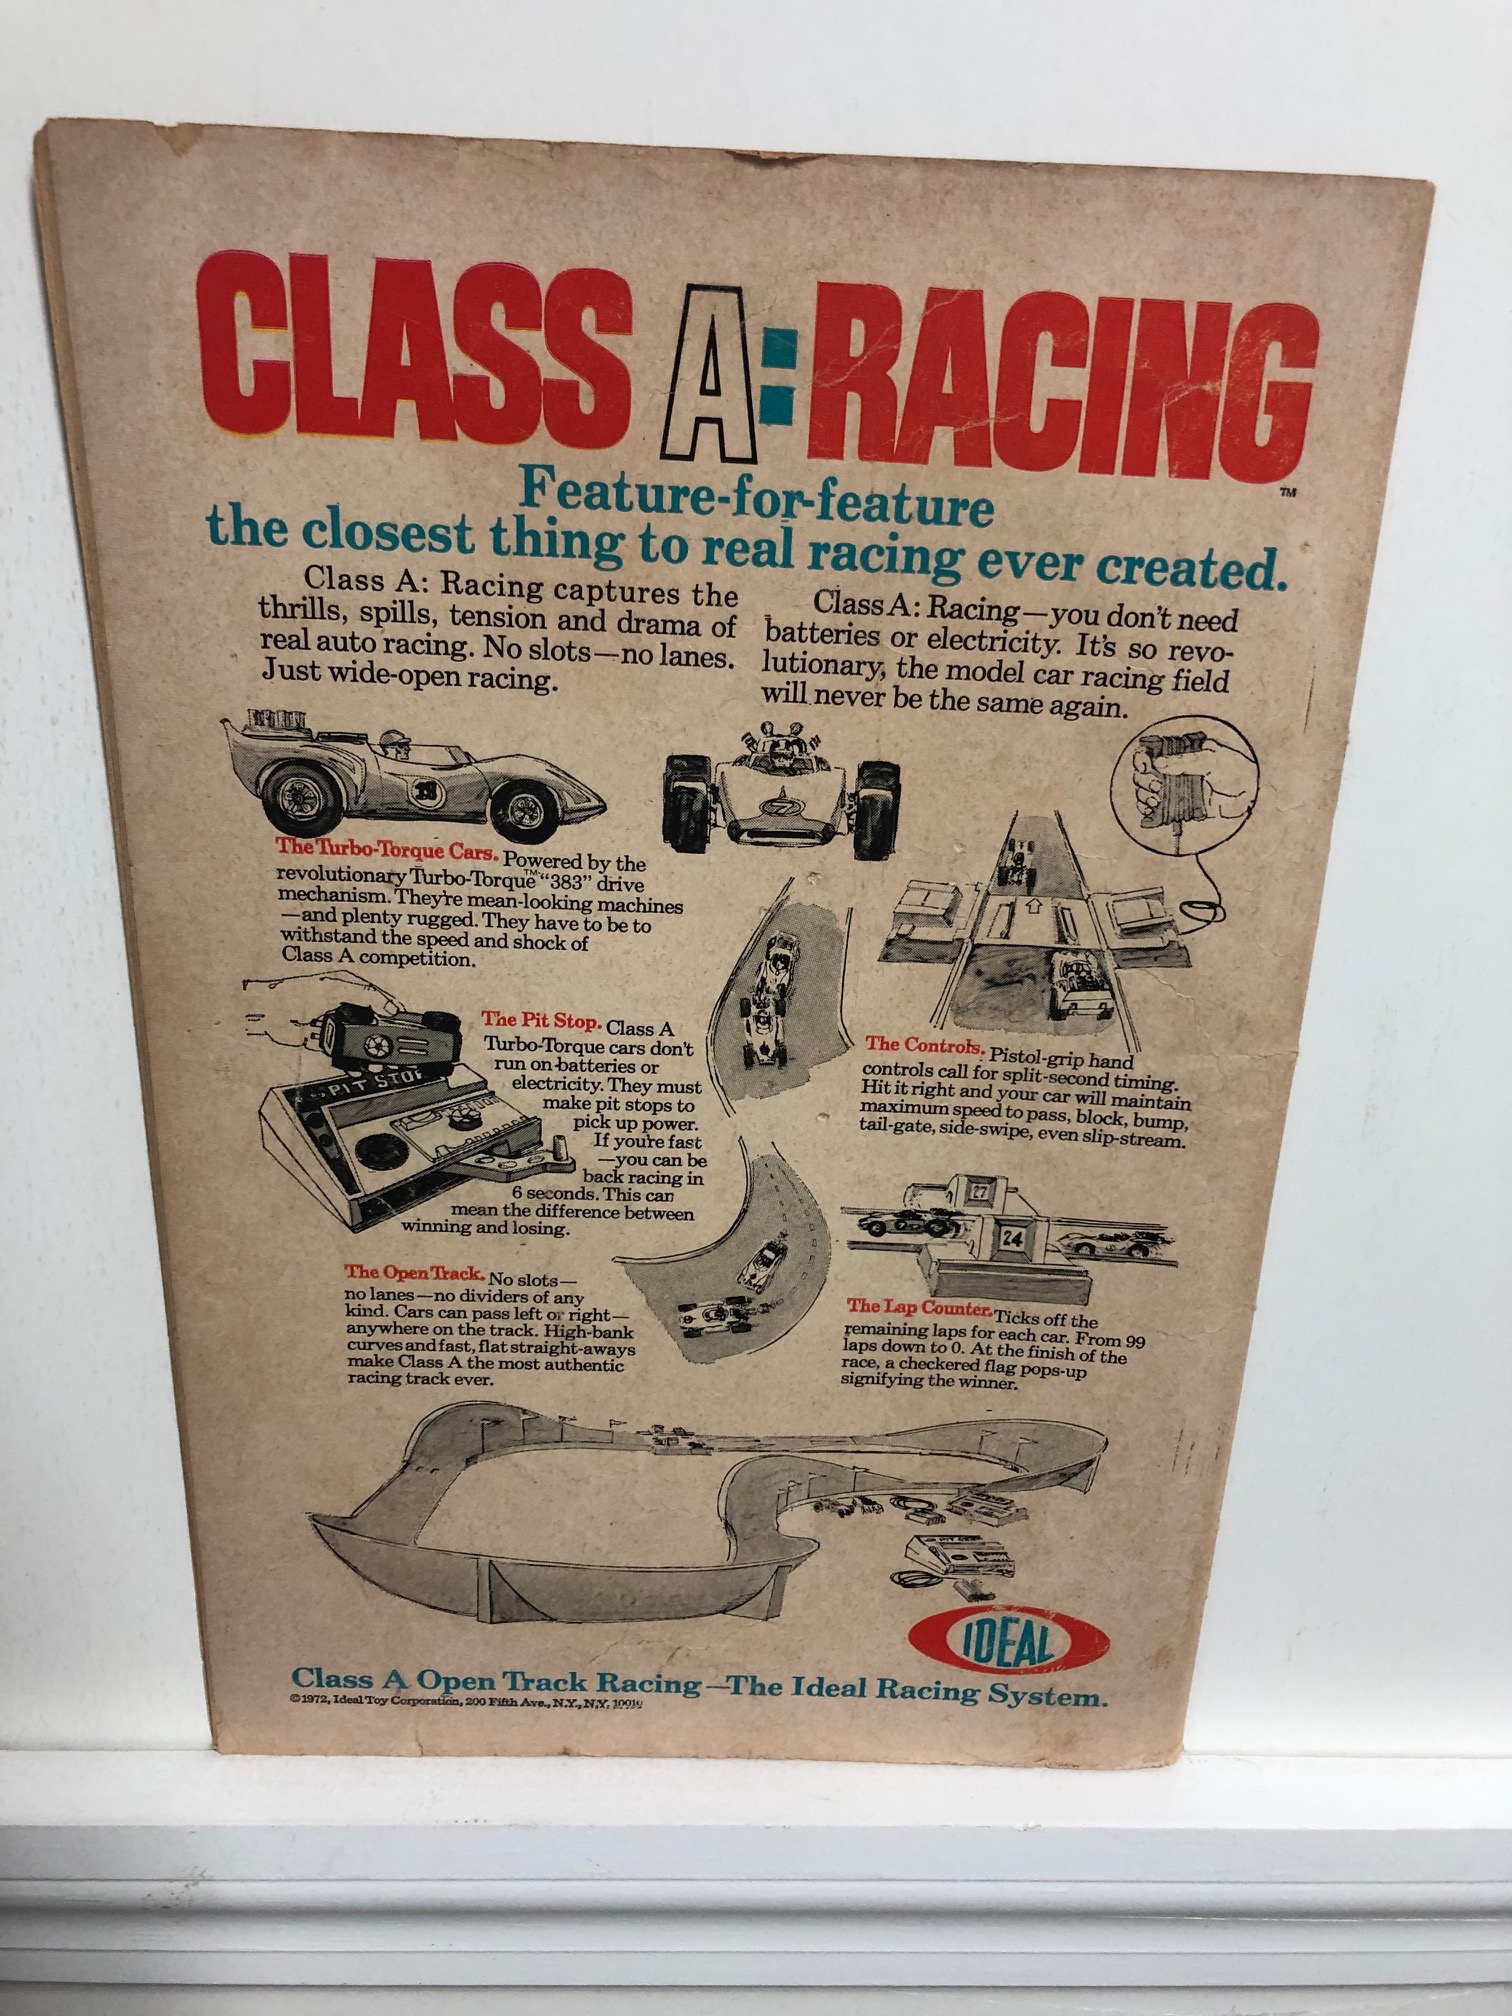 CLASS A: RACING
TM
Feature-for-feature
the closest thing to real racing ever created.
Class A: Racing captures the
thrills, spills, tension and drama of
real auto racing. No slots—no lanes.
Just wide-open racing.
Class A: Racing—you don't need
batteries or electricity. It's so revo-
lutionary, the model car racing field
will never be the same again.
7
The Turbo-Torque Cars. Powered by the
revolutionary Turbo-Torque™ "383" drive
mechanism. They're mean-looking machines
—and plenty rugged. They have to be to
withstand the speed and shock of
Class A competition.
PIT STOP
The Pit Stop. Class A
Turbo-Torque cars don't
run on batteries or
electricity. They must
make pit stops to
pick up power.
If you're fast
—you can be
back racing in
6 seconds. This can
mean the difference between
winning and losing.
The Controls. Pistol-grip hand
controls call for split-second timing.
Hit it right and your car will maintain
maximum speed to pass, block, bump,
tail-gate, side-swipe, even slip-stream.
27
24
The Open Track. No slots—
no lanes—no dividers of any
kind. Cars can pass left or right—
anywhere on the track. High-bank
curves and fast, flat straight-aways
make Class A the most authentic
racing track ever.
The Lap Counter. Ticks off the
remaining laps for each car. From 99
laps down to 0. At the finish of the
race, a checkered flag pops-up
signifying the winner.
IDEAL
Class A Open Track Racing—The Ideal Racing System.
©1972, Ideal Toy Corporation, 200 Fifth Ave., N.Y., N.Y.